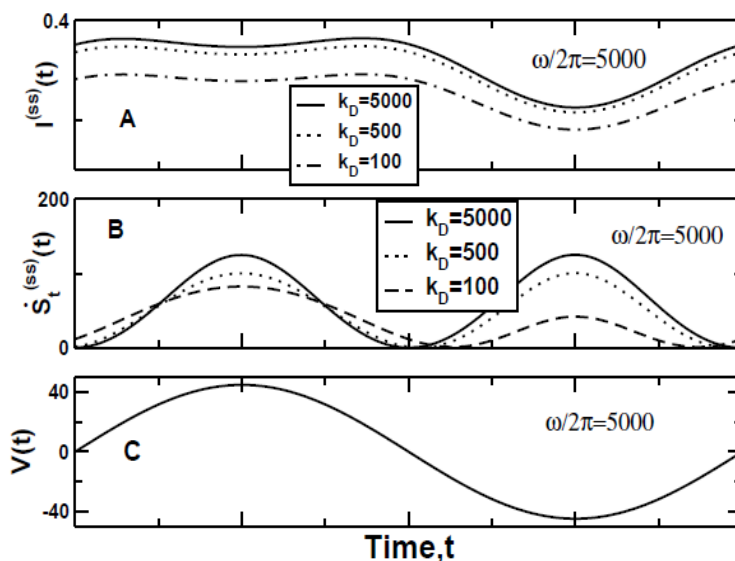 0.4
I^(ss)(t)
ω/2π=5000
A
k_D=5000
k_D=500
k_D=100
200
100
0
Ṡ_t^(ss)(t)
B
ω/2π=5000
k_D=5000
k_D=500
k_D=100
40
0
-40
V(t)
C
ω/2π=5000
Time,t